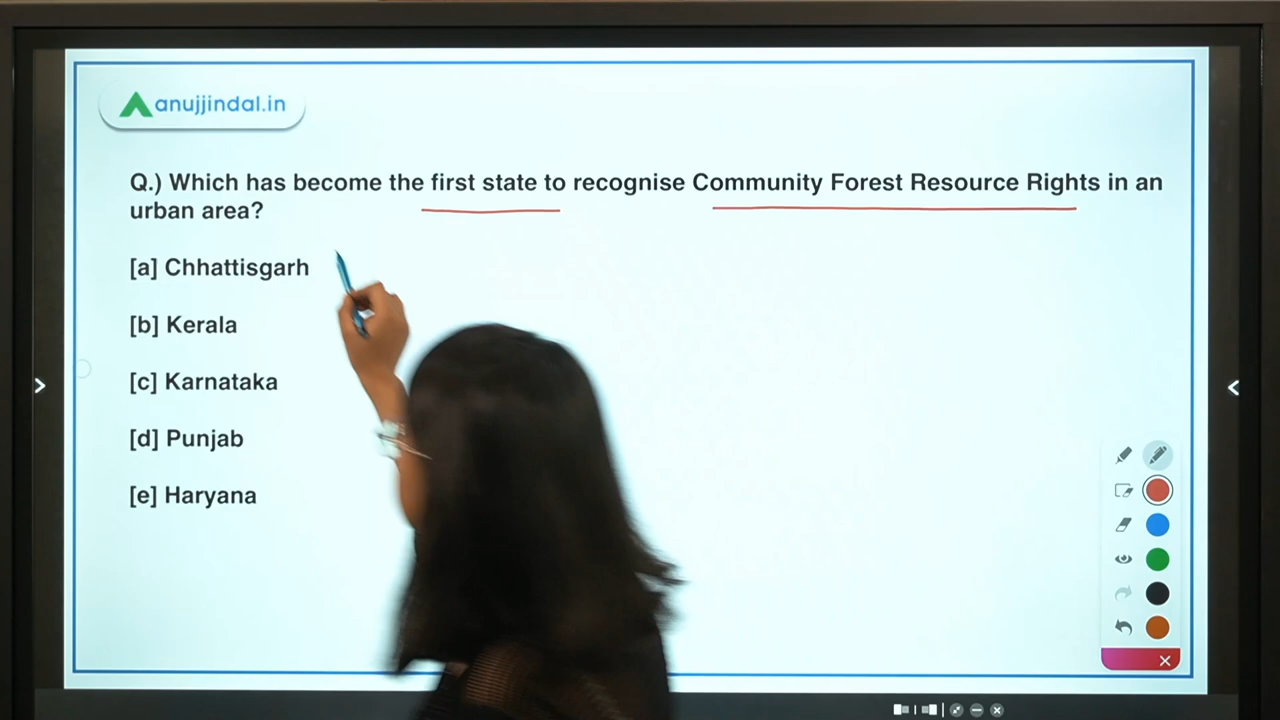 anujjindal.in
Q.) Which has become the first state to recognise Community Forest Resource Rights in an
urban area?
[a] Chhattisgarh
[b] Kerala
[c] Karnataka
[d] Punjab
[e] Haryana